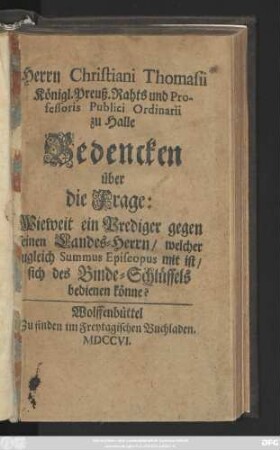 Herrn Christiani Thomasii
Königl. Preuß. Rahts und Pro-
fessoris Publici Ordinarii
zu Halle
Bedencken
über
die Frage:
Wieweit ein Prediger gegen
seinen Landes-Herrn/ welcher
zugleich Summus Episcopus mit ist/
sich des Binde-Schlüssels
bedienen könne?
Wolffenbüttel
Zu finden im Freytagischen Buchladen.
MDCCVI.